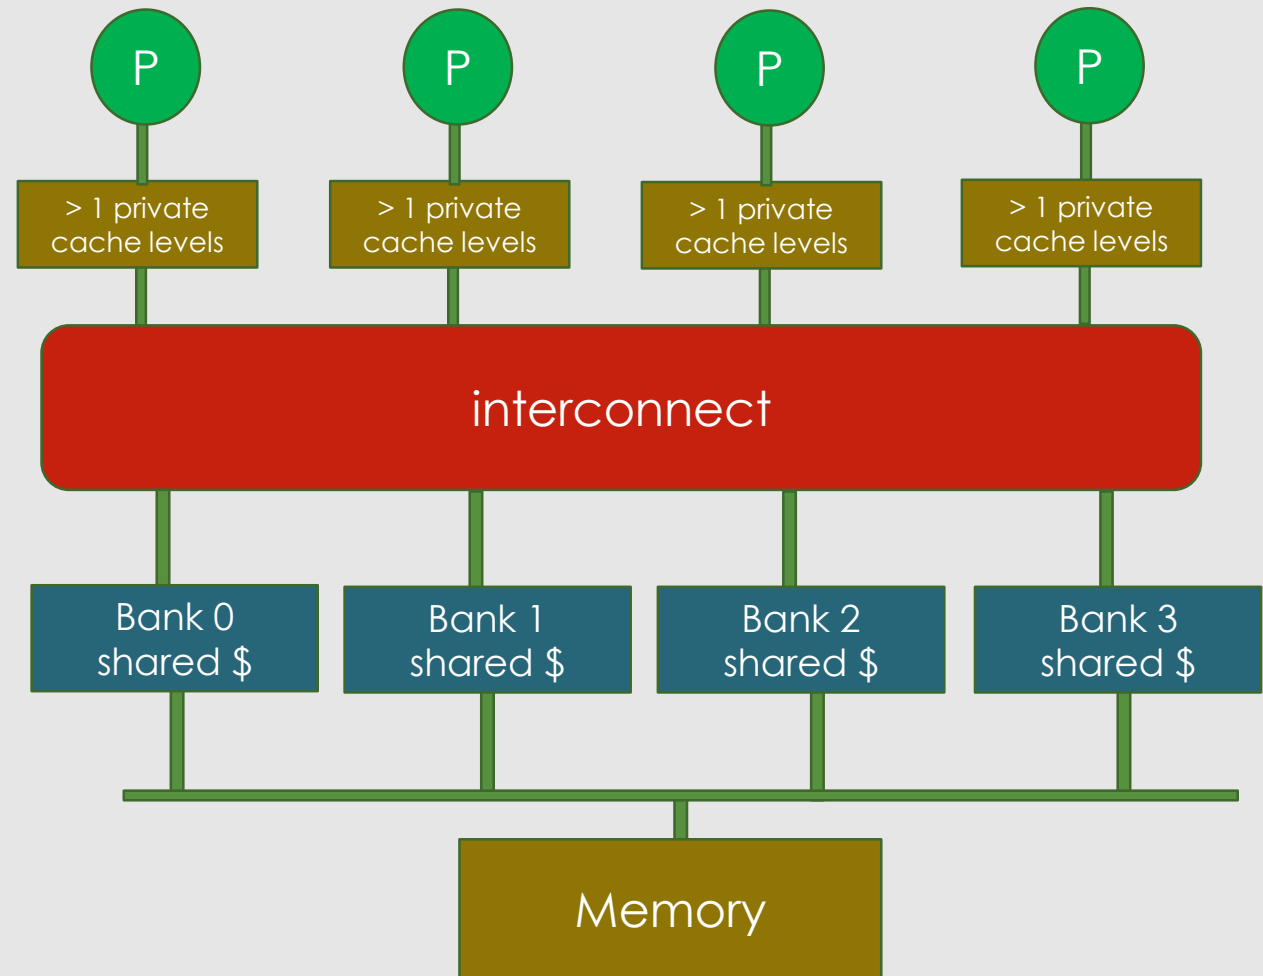 P
P
P
P
> 1 private
cache levels
> 1 private
cache levels
> 1 private
cache levels
> 1 private
cache levels
interconnect
Bank 0
shared $
Bank 1
shared $
Bank 2
shared $
Bank 3
shared $
Memory